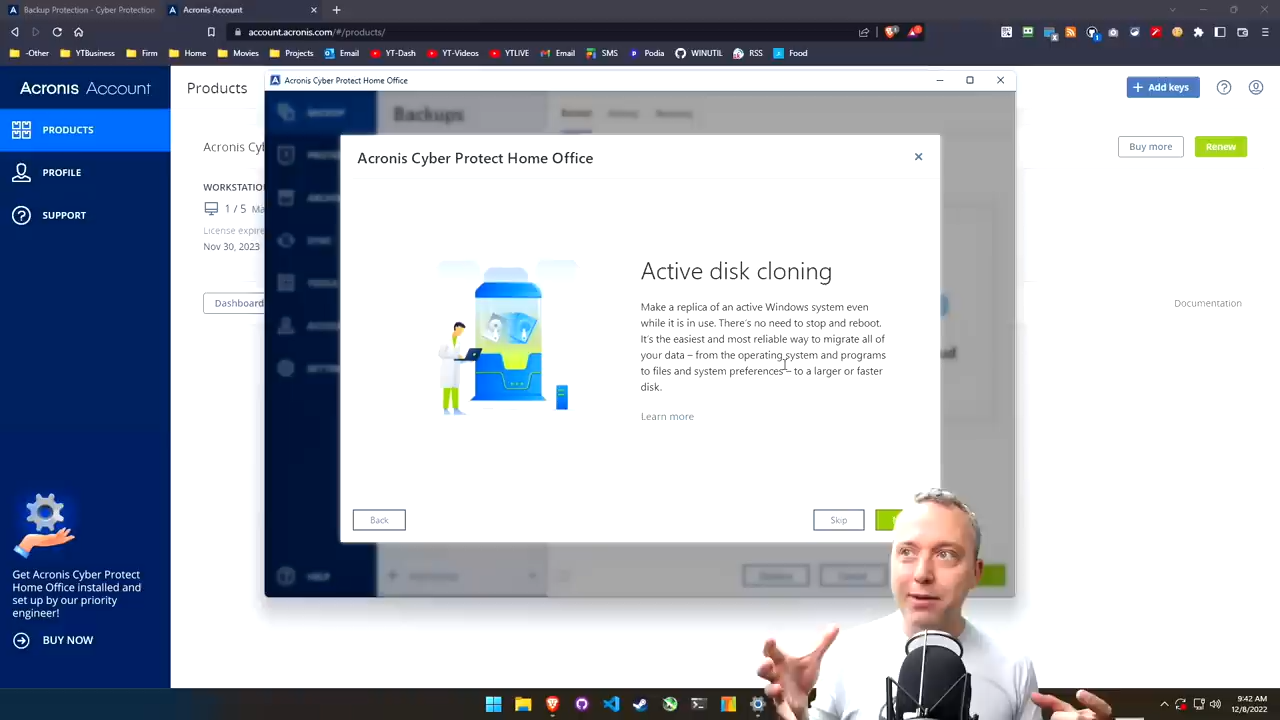 Backup Protection - Cyber Protection
Acronis Account
account.acronis.com/#/products/
-Other
YTBusiness
Firm
Home
Movies
Projects
Email
YT-Dash
YT-Videos
YTLIVE
Email
SMS
Podia
WINUTIL
RSS
Food
Acronis Account
Products
Add keys
PRODUCTS
PROFILE
SUPPORT
Acronis Cyber Protect Home Office
Backups
Acronis Cyb
Buy more
Renew
WORKSTATIO
1 / 5 Ma
License expire
Nov 30, 2023
Dashboard
Documentation
Acronis Cyber Protect Home Office
Active disk cloning
Make a replica of an active Windows system even
while it is in use. There's no need to stop and reboot.
It's the easiest and most reliable way to migrate all of
your data – from the operating system and programs
to files and system preferences – to a larger or faster
disk.
Learn more
Back
Skip
HELP
Get Acronis Cyber Protect
Home Office installed and
set up by our priority
engineer!
BUY NOW
9:42 AM
12/8/2022